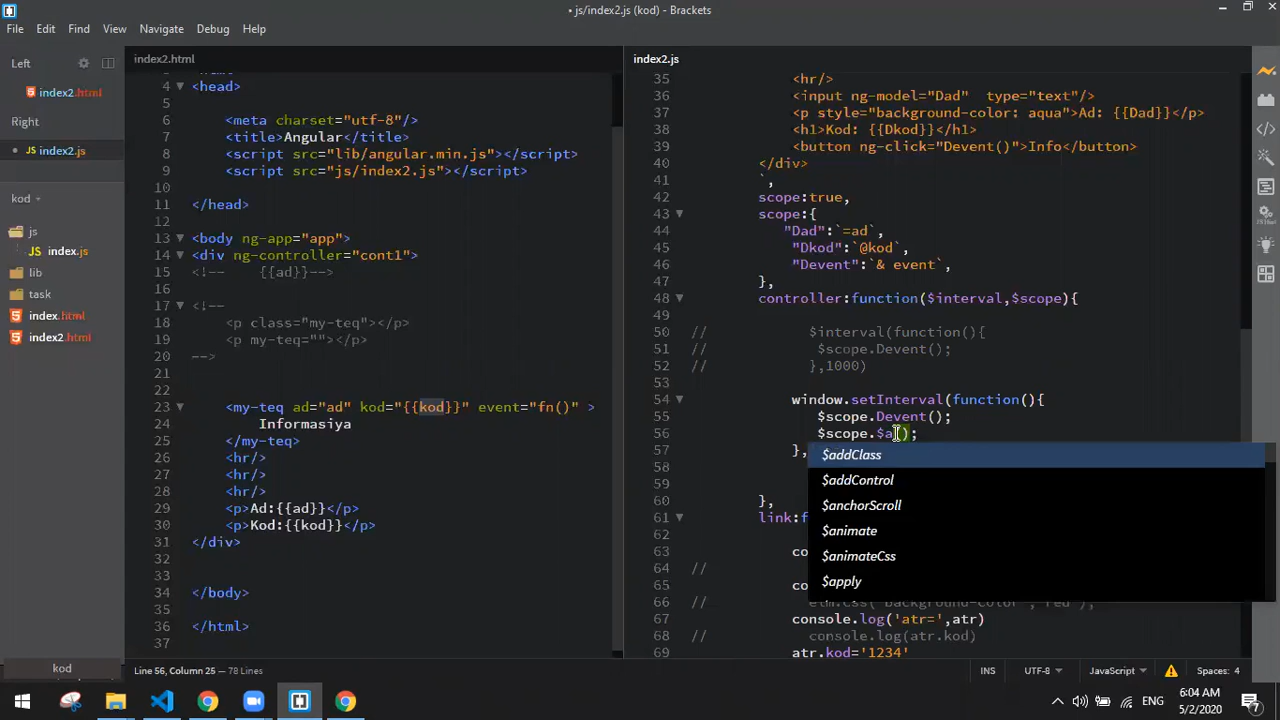 • js/index2.js (kod) - Brackets
File Edit Find View Navigate Debug Help
Left
index2.html
Right
• JS index2.js
kod
js
JS index.js
lib
task
index.html
index2.html
index2.html
4 <head>
5
6 <meta charset="utf-8"/>
7 <title>Angular</title>
8 <script src="lib/angular.min.js"></script>
9 <script src="js/index2.js"></script>
10
11 </head>
12
13 <body ng-app="app">
14 <div ng-controller="cont1">
15 <!-- {{ad}}-->
16
17 <!--
18 <p class="my-teq"></p>
19 <p my-teq=""></p>
20 -->
21
22
23 <my-teq ad="ad" kod="{{kod}}" event="fn()" >
24 Informasiya
25 </my-teq>
26 <hr/>
27 <hr/>
28 <hr/>
29 <p>Ad:{{ad}}</p>
30 <p>Kod:{{kod}}</p>
31 </div>
32
33
34 </body>
35
36 </html>
37
index2.js
35 <hr/>
36 <input ng-model="Dad" type="text"/>
37 <p style="background-color: aqua">Ad: {{Dad}}</p>
38 <h1>Kod: {{Dkod}}</h1>
39 <button ng-click="Devent()">Info</button>
40 </div>
41 `,
42 scope:true,
43 scope:{
44 "Dad":`=ad`,
45 "Dkod":`@kod`,
46 "Devent":`& event`,
47 },
48 controller:function($interval,$scope){
49
50 // $interval(function(){
51 // $scope.Devent();
52 // },1000)
53
54 window.setInterval(function(){
55 $scope.Devent();
56 $scope.$a();
57 },
58
59
60 },
61 link:f
62
63 co
64 //
65 co
66 // elm.css("background-color","red");
67 console.log('atr=',atr)
68 // console.log(atr.kod)
69 atr.kod='1234'
$addClass
$addControl
$anchorScroll
$animate
$animateCss
$apply
kod
Line 56, Column 25 — 78 Lines
INS UTF-8 JavaScript Spaces: 4
ENG
6:04 AM
5/2/2020
7